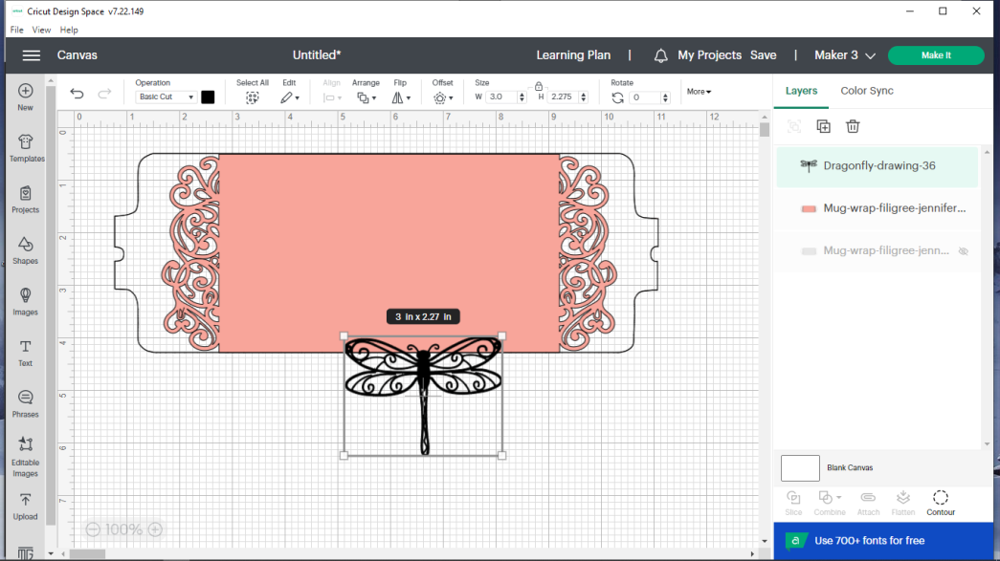 Cricut Design Space v7.22.149
File View Help
Canvas Untitled* Learning Plan | My Projects Save | Maker 3 Make It
Operation Select All Edit Align Arrange Flip Offset Size Rotate
Basic Cut W 3.0 H 2.275 0 More
Layers Color Sync
0 1 2 3 4 5 6 7 8 9 10 11 12
0
1
2
3
4
5
6
7
New
Templates
Projects
Shapes
Images
Text
Phrases
Editable
Images
Upload
3 in x 2.27 in
100%
Dragonfly-drawing-36
Mug-wrap-filigree-jennifer...
Mug-wrap-filigree-jenn...
Blank Canvas
Slice Combine Attach Flatten Contour
a Use 700+ fonts for free